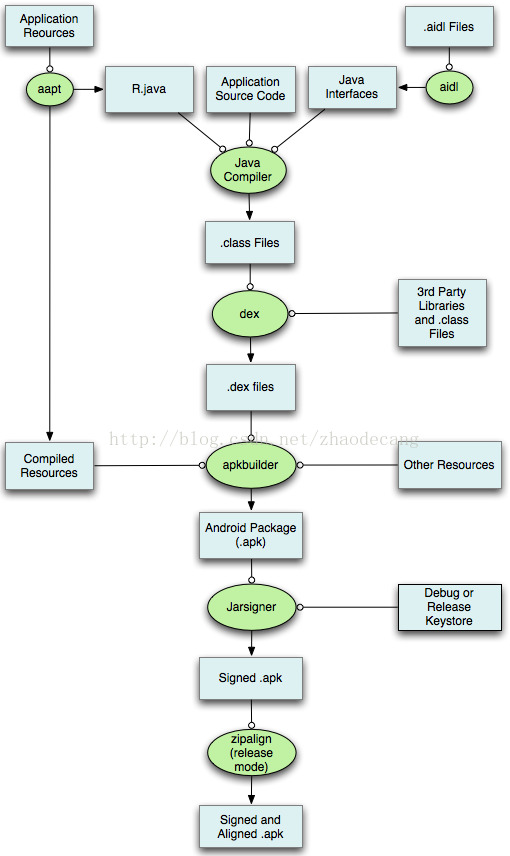 Application
Reources
.aidl Files
aapt
R.java
Application
Source Code
Java
Interfaces
aidl
Java
Compiler
.class Files
dex
3rd Party
Libraries
and .class
Files
.dex files
http://blog.csdn.net/zhaodecang
Compiled
Resources
apkbuilder
Other Resources
Android Package
(.apk)
Jarsigner
Debug or
Release
Keystore
Signed .apk
zipalign
(release
mode)
Signed and
Aligned .apk